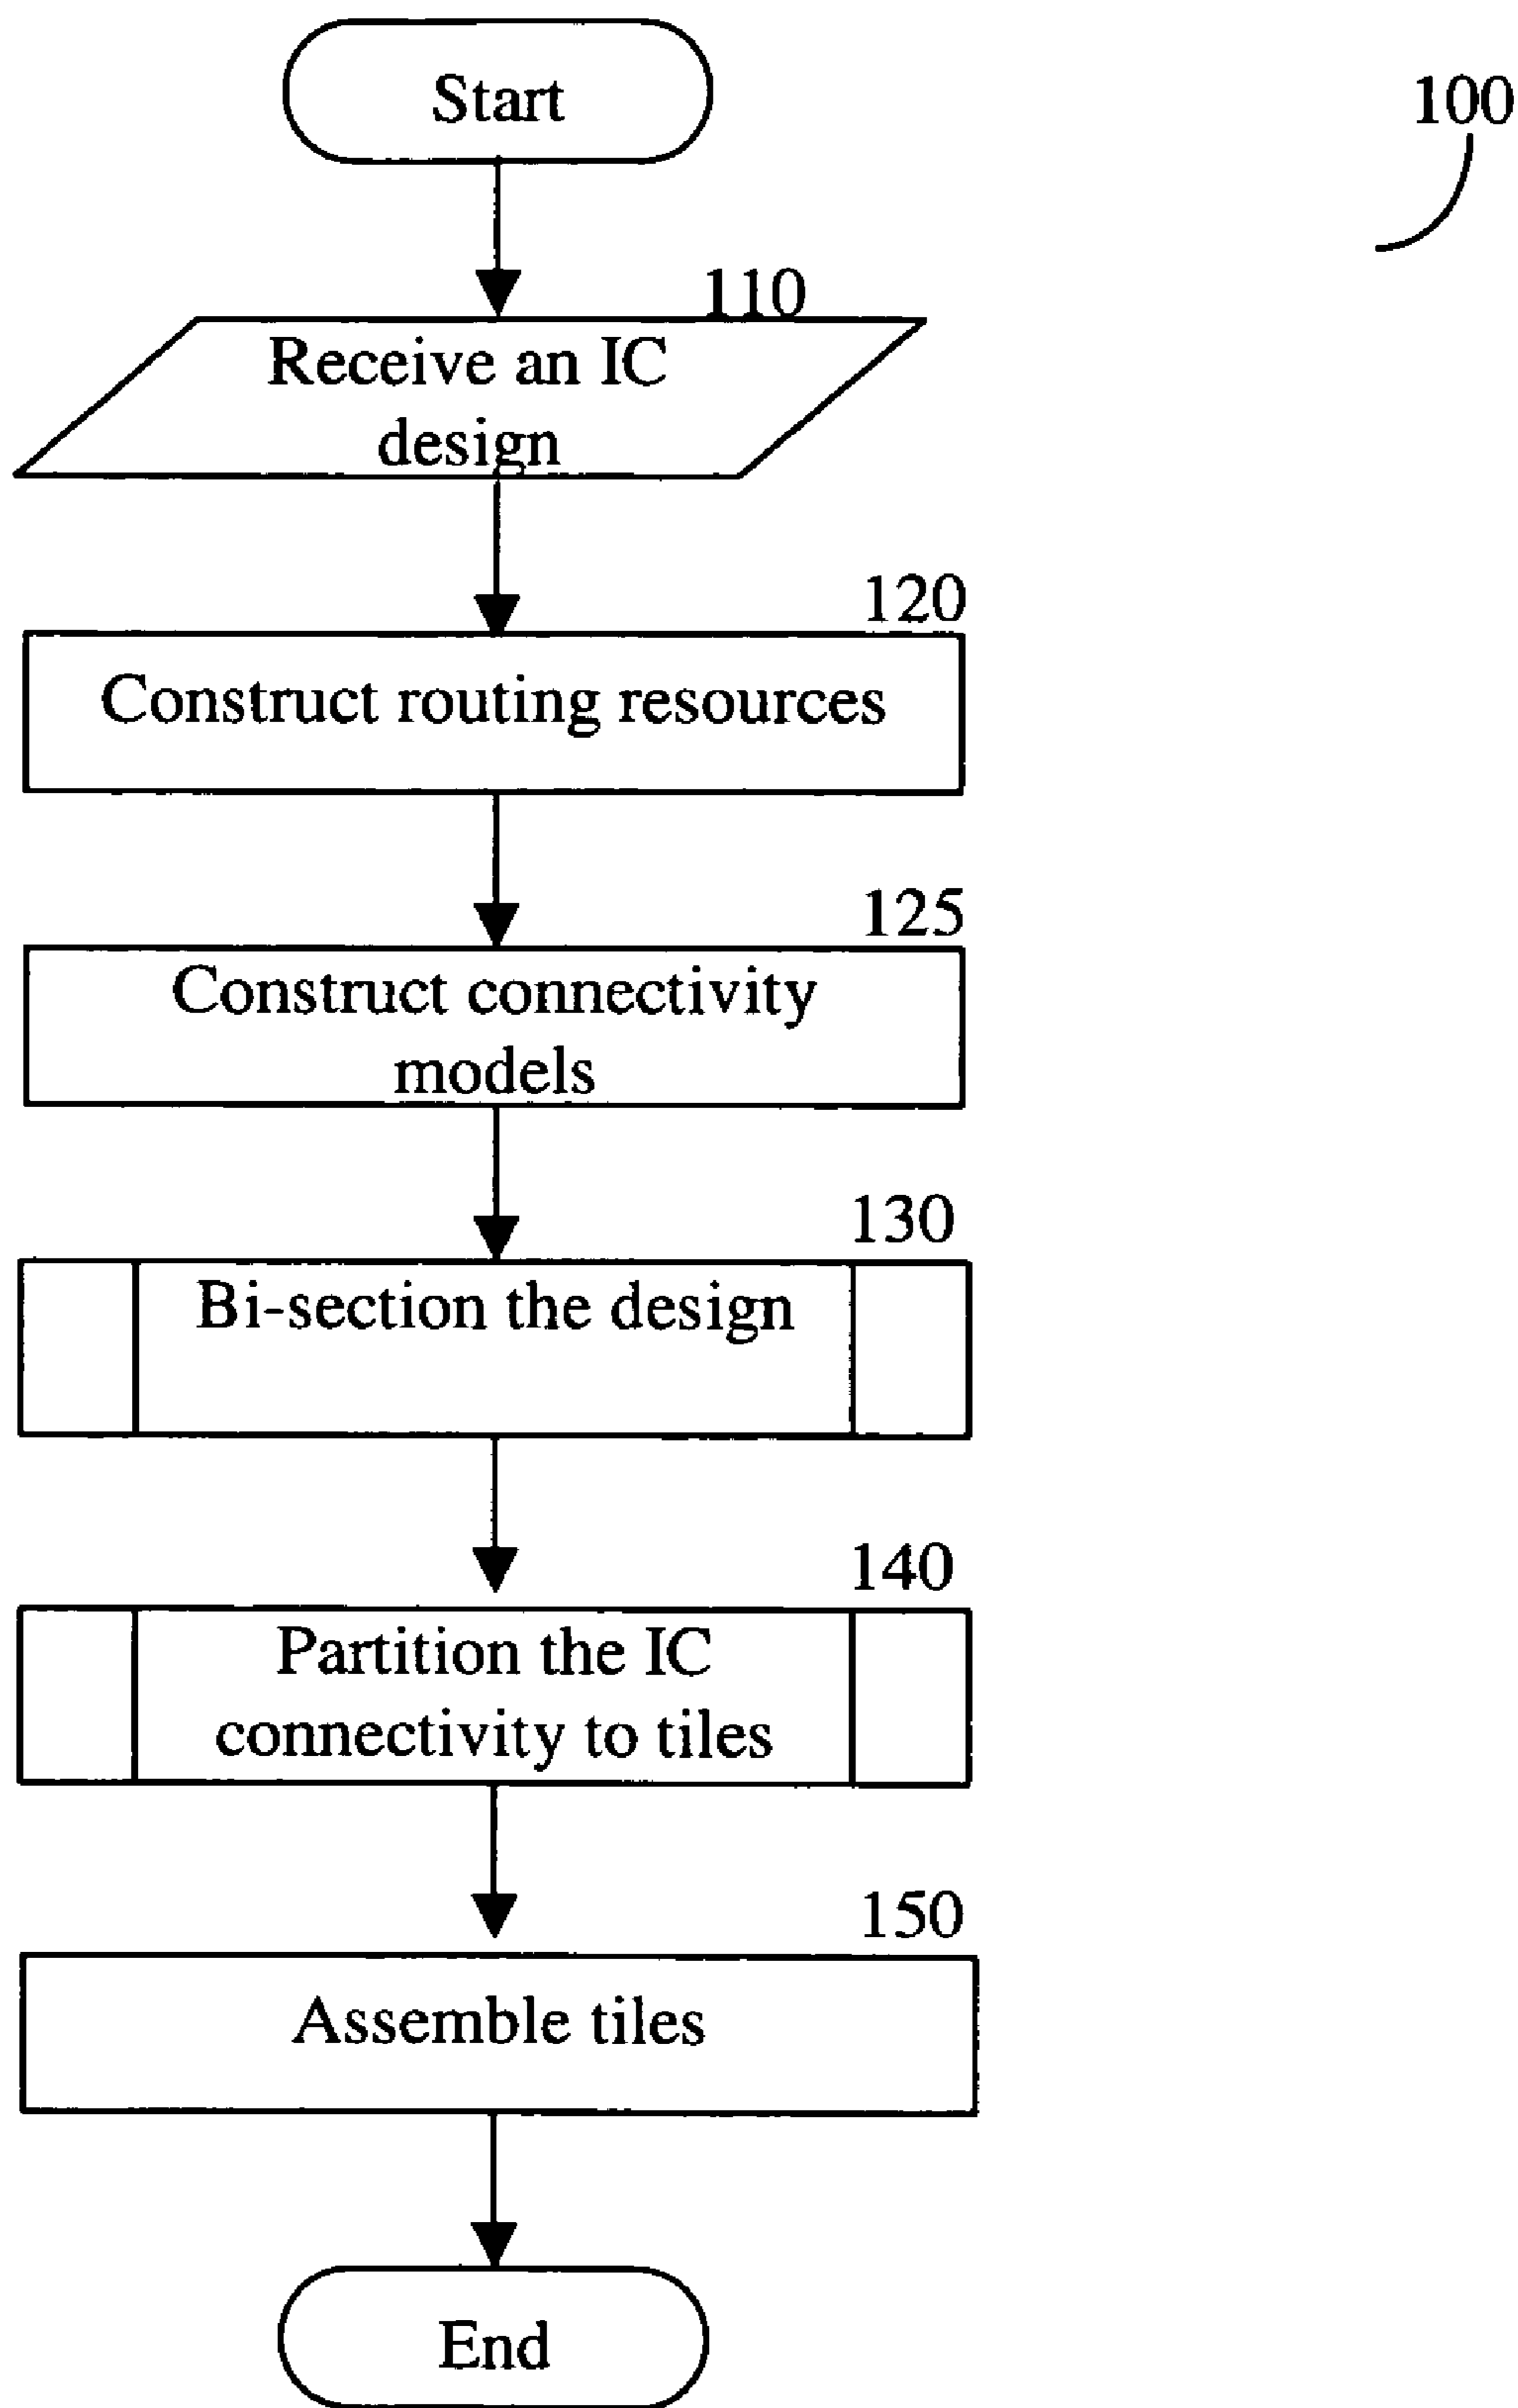 Start
100
110
Receive an IC
design
120
Construct routing resources
125
Construct connectivity
models
130
Bi-section the design
140
Partition the IC
connectivity to tiles
150
Assemble tiles
End